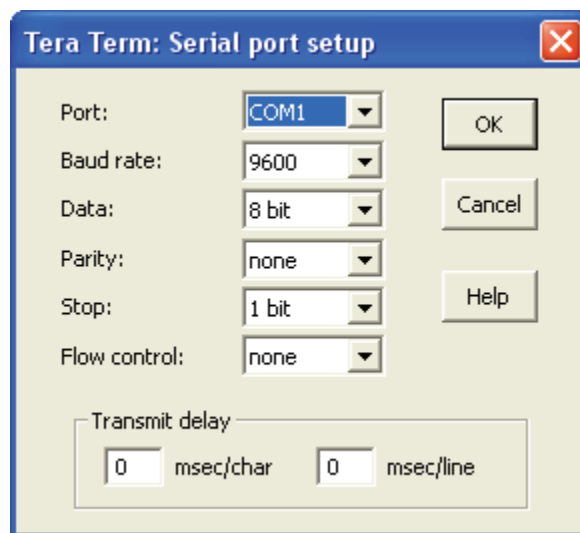 Tera Term: Serial port setup
Port: COM1
OK
Baud rate: 9600
Data: 8 bit
Cancel
Parity: none
Stop: 1 bit
Help
Flow control: none
Transmit delay
0 msec/char 0 msec/line